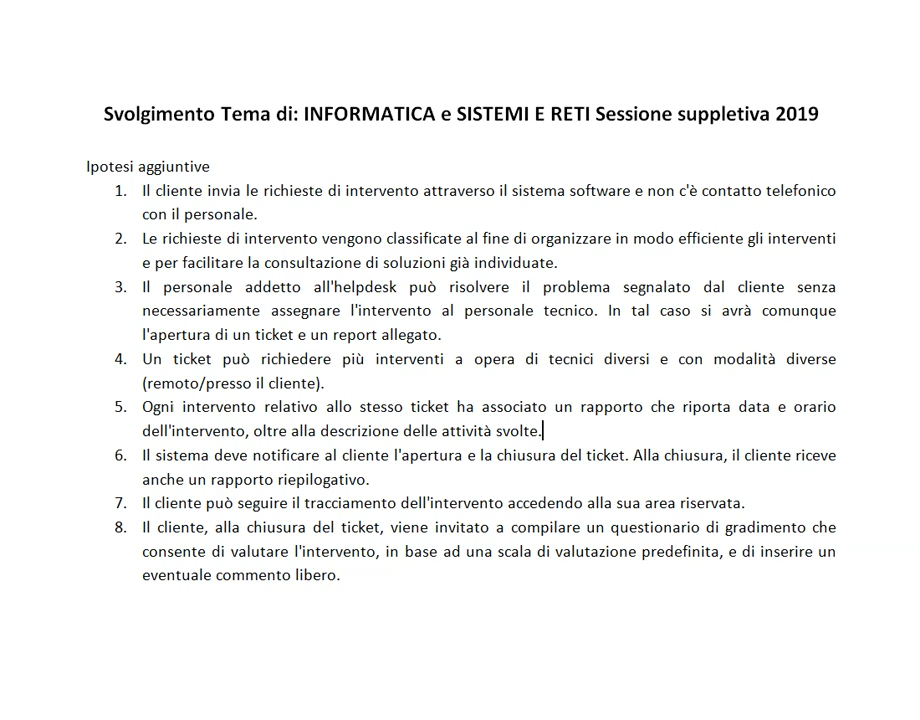 Svolgimento Tema di: INFORMATICA e SISTEMI E RETI Sessione suppletiva 2019
Ipotesi aggiuntive
1. Il cliente invia le richieste di intervento attraverso il sistema software e non c'è contatto telefonico
con il personale.
2. Le richieste di intervento vengono classificate al fine di organizzare in modo efficiente gli interventi
e per facilitare la consultazione di soluzioni già individuate.
3. Il personale addetto all'helpdesk può risolvere il problema segnalato dal cliente senza
necessariamente assegnare l'intervento al personale tecnico. In tal caso si avrà comunque
l'apertura di un ticket e un report allegato.
4. Un ticket può richiedere più interventi a opera di tecnici diversi e con modalità diverse
(remoto/presso il cliente).
5. Ogni intervento relativo allo stesso ticket ha associato un rapporto che riporta data e orario
dell'intervento, oltre alla descrizione delle attività svolte.
6. Il sistema deve notificare al cliente l'apertura e la chiusura del ticket. Alla chiusura, il cliente riceve
anche un rapporto riepilogativo.
7. Il cliente può seguire il tracciamento dell'intervento accedendo alla sua area riservata.
8. Il cliente, alla chiusura del ticket, viene invitato a compilare un questionario di gradimento che
consente di valutare l'intervento, in base ad una scala di valutazione predefinita, e di inserire un
eventuale commento libero.